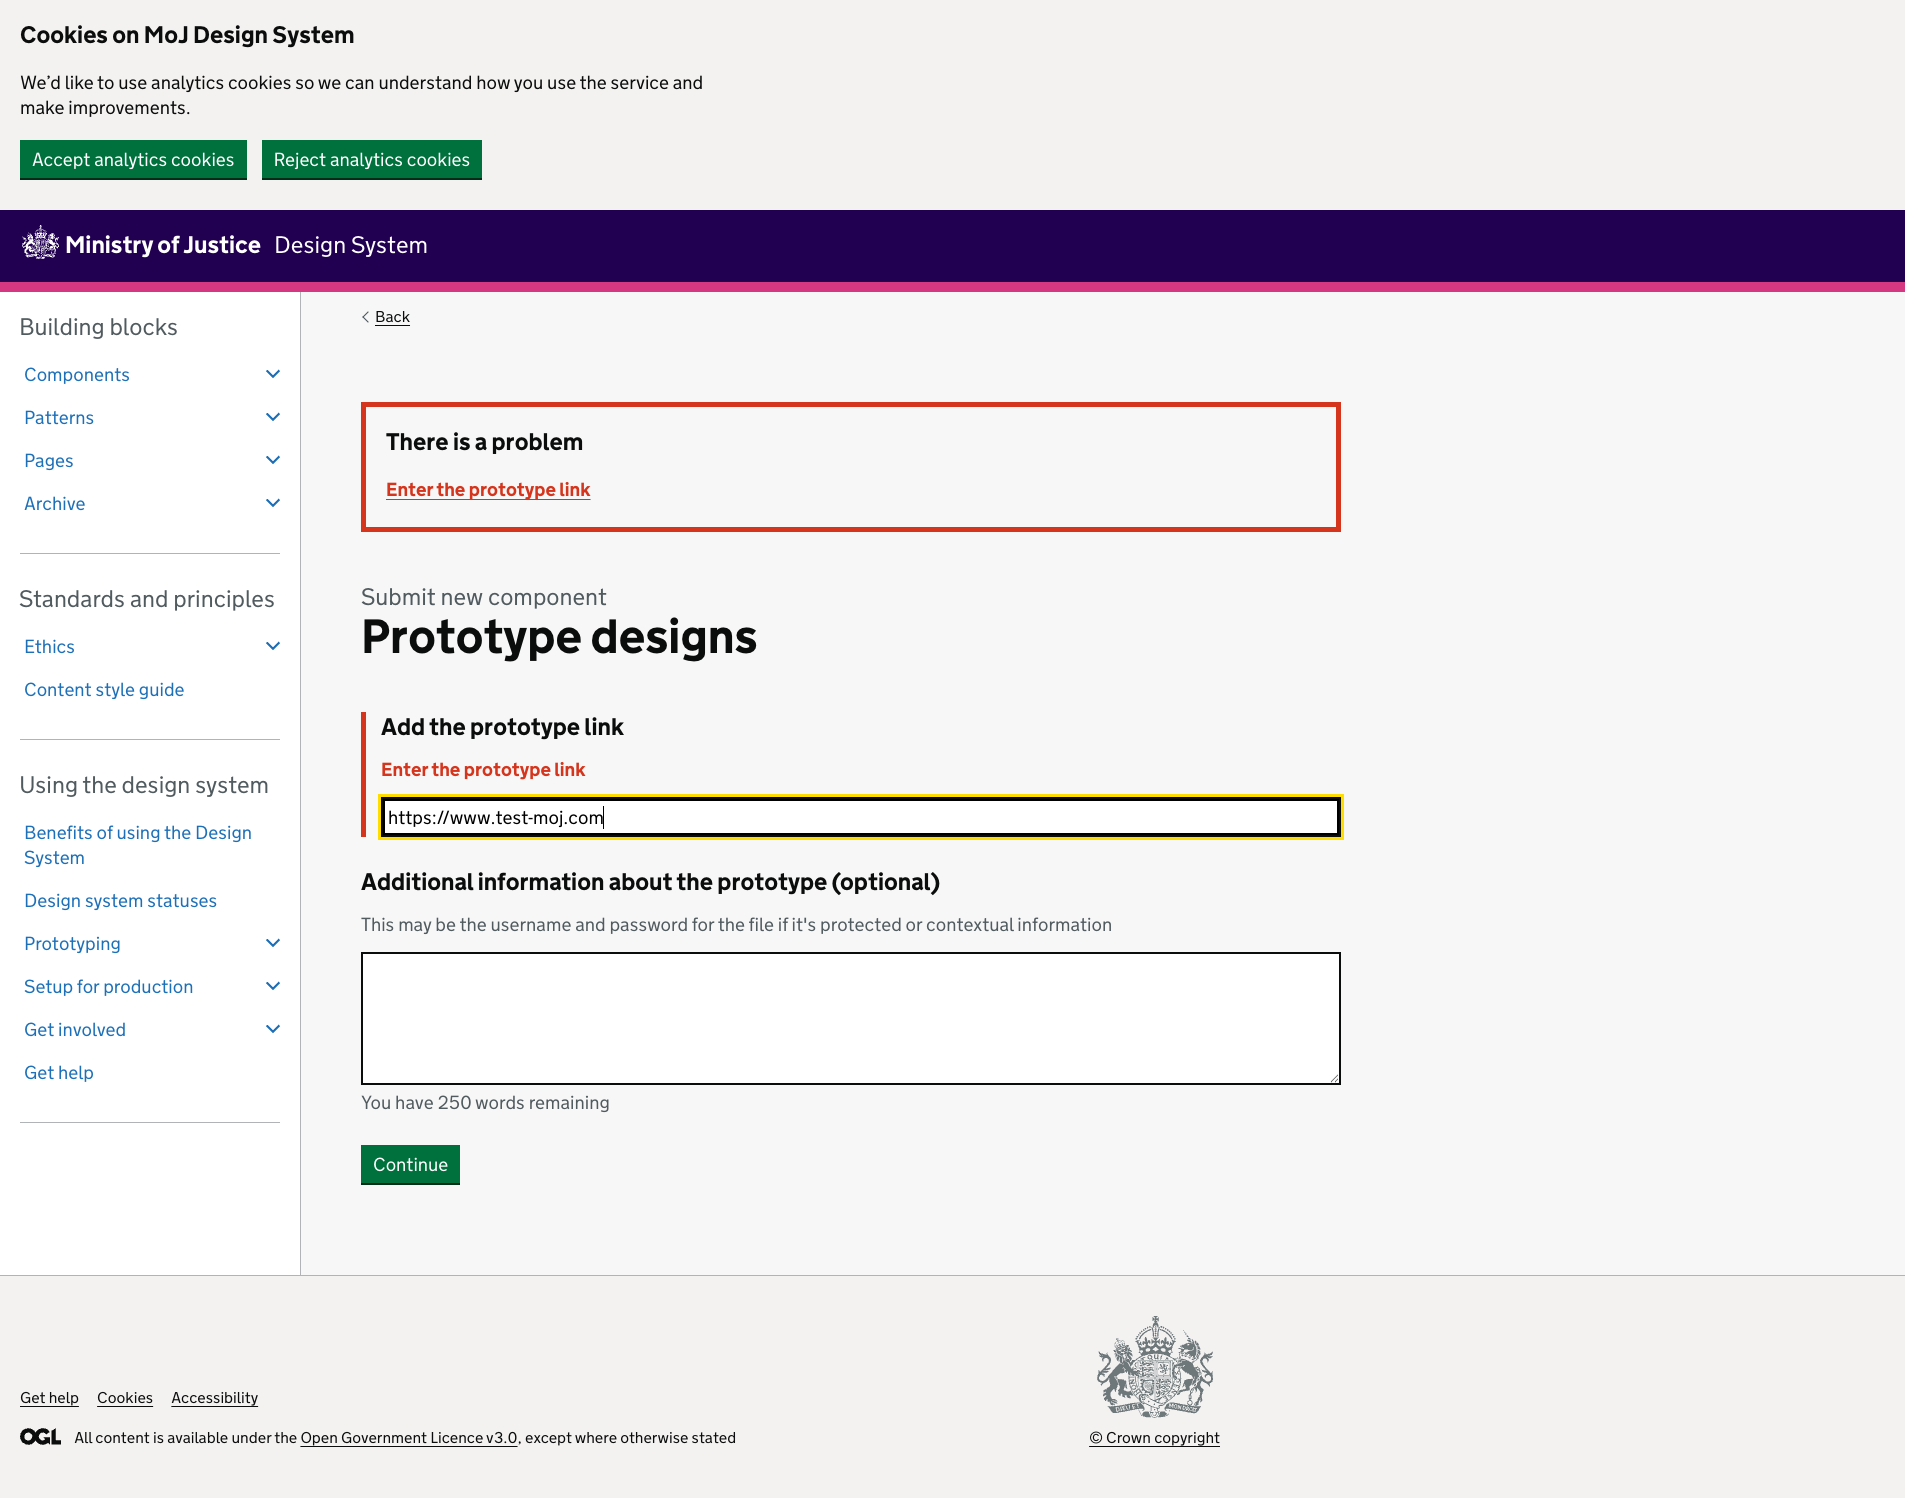 Cookies on MoJ Design System
We’d like to use analytics cookies so we can understand how you use the service and
make improvements.
Accept analytics cookies
Reject analytics cookies
Ministry of Justice Design System
Building blocks
Components
Patterns
Pages
Archive
Standards and principles
Ethics
Content style guide
Using the design system
Benefits of using the Design
System
Design system statuses
Prototyping
Setup for production
Get involved
Get help
Back
There is a problem
Enter the prototype link
Submit new component
Prototype designs
Add the prototype link
Enter the prototype link
https://www.test-moj.com
Additional information about the prototype (optional)
This may be the username and password for the file if it's protected or contextual information
You have 250 words remaining
Continue
Get help Cookies Accessibility
OGL All content is available under the Open Government Licence v3.0, except where otherwise stated
© Crown copyright